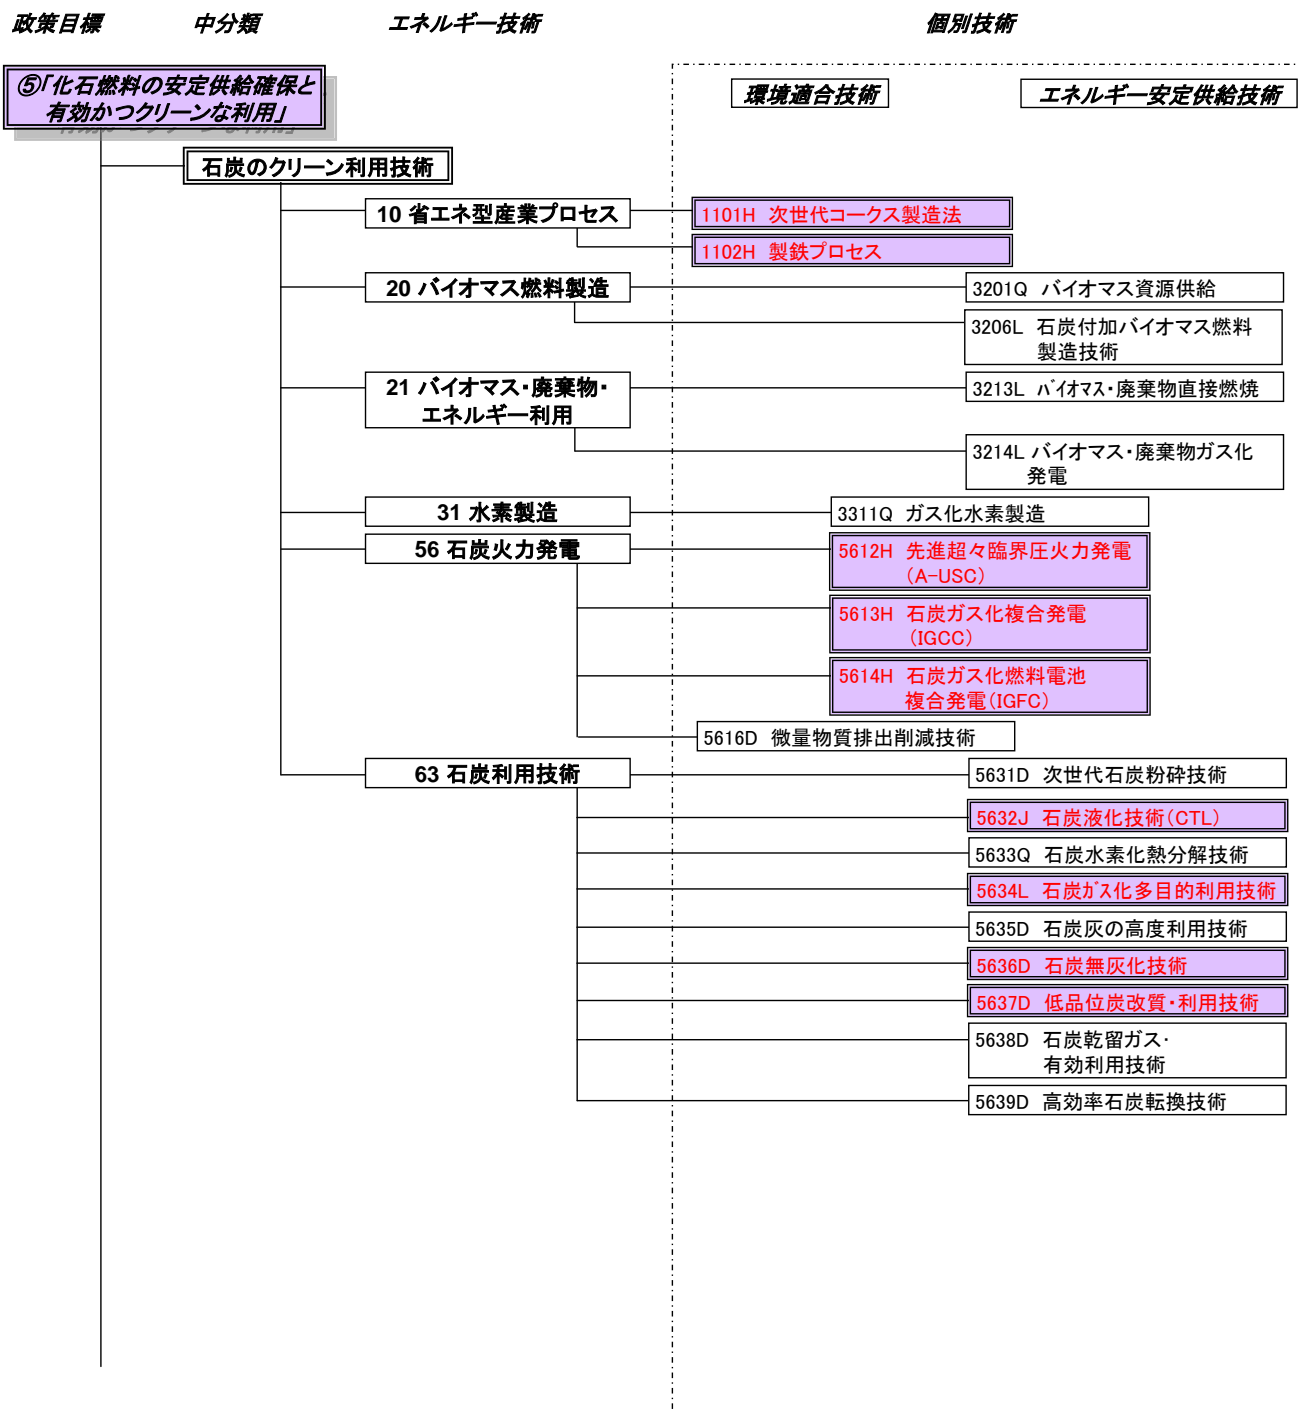 政策目標 中分類 エネルギー技術 個別技術
⑤「化石燃料の安定供給確保と
有効かつクリーンな利用」
環境適合技術 エネルギー安定供給技術
石炭のクリーン利用技術
10 省エネ型産業プロセス
1101H 次世代コークス製造法
1102H 製鉄プロセス
20 バイオマス燃料製造
3201Q バイオマス資源供給
3206L 石炭付加バイオマス燃料
製造技術
21 バイオマス・廃棄物・
エネルギー利用
3213L バイオマス・廃棄物直接燃焼
3214L バイオマス・廃棄物ガス化
発電
31 水素製造
3311Q ガス化水素製造
56 石炭火力発電
5612H 先進超々臨界圧火力発電
(A-USC)
5613H 石炭ガス化複合発電
(IGCC)
5614H 石炭ガス化燃料電池
複合発電(IGFC)
5616D 微量物質排出削減技術
63 石炭利用技術
5631D 次世代石炭粉砕技術
5632J 石炭液化技術(CTL)
5633Q 石炭水素化熱分解技術
5634L 石炭ガス化多目的利用技術
5635D 石炭灰の高度利用技術
5636D 石炭無灰化技術
5637D 低品位炭改質・利用技術
5638D 石炭乾留ガス・
有効利用技術
5639D 高効率石炭転換技術